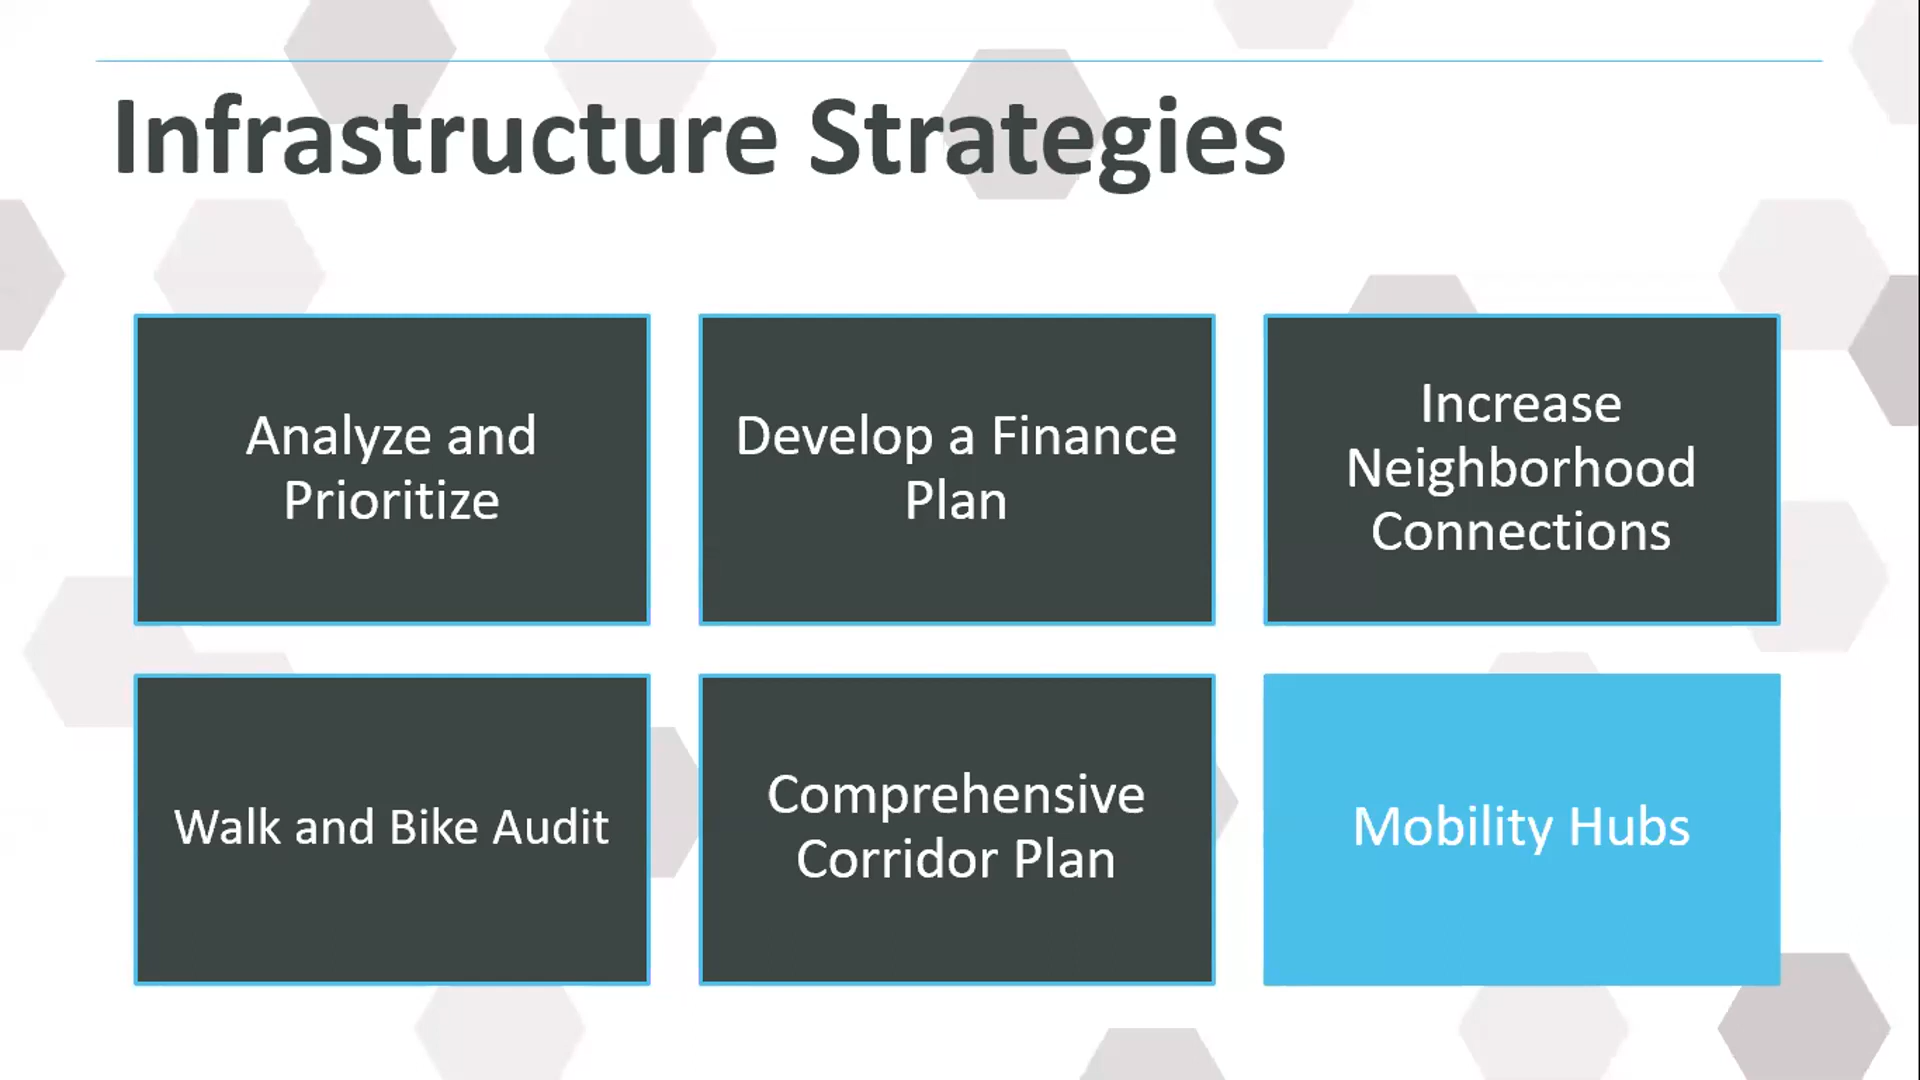 Infrastructure Strategies
Analyze and
Prioritize
Develop a Finance
Plan
Increase
Neighborhood
Connections
Walk and Bike Audit
Comprehensive
Corridor Plan
Mobility Hubs